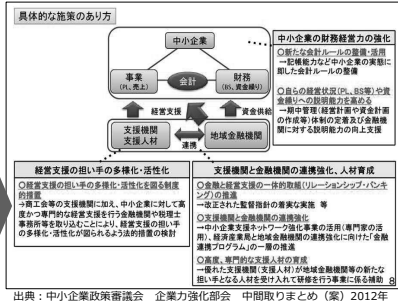 具体的な施策のあり方
中小企業
事業
(PL、売上)
会計
財務
(BS、資金繰り)
経営支援
資金供給
支援機関
支援人材
連携
地域金融機関
中小企業の財務経営力の強化
○新たな会計ルールの整備・活用
→記帳能力など中小企業の実態に
即した会計ルールの整備
○自らの経営状況(PL、BS等)や資
金繰りへの説明能力を高める
→期中管理(経営計画や資金計画
の作成等)体制の定着及び金融機
関に対する説明能力の向上支援
経営支援の担い手の多様化・活性化
○経営支援の担い手の多様化・活性化を図る制度
的措置
→商工会等の支援機関に加え、中小企業に対して高
度かつ専門的な経営支援を行う金融機関や税理士
事務所等を取り込むことにより、経営支援の担い手
の多様化・活性化が図られるよう法的措置の検討
支援機関と金融機関の連携強化、人材育成
○金融と経営支援の一体的取組(リレーションシップ・バンキ
ング)の推進
→改正された監督指針の着実な実施 等
○支援機関と金融機関の連携強化
→中小企業支援ネットワーク強化事業の活用(専門家の活
用)、経済産業局と地域金融機関の連携強化に向けた「金融
連携プログラム」の一層の推進
○高度、専門的な支援人材の育成
→優れた支援機関(支援人材)が地域金融機関等の新たな担
い手となる人材を受け入れて研修を行う事業に係る補助
8
出典:中小企業政策審議会 企業力強化部会 中間取りまとめ(案)2012年